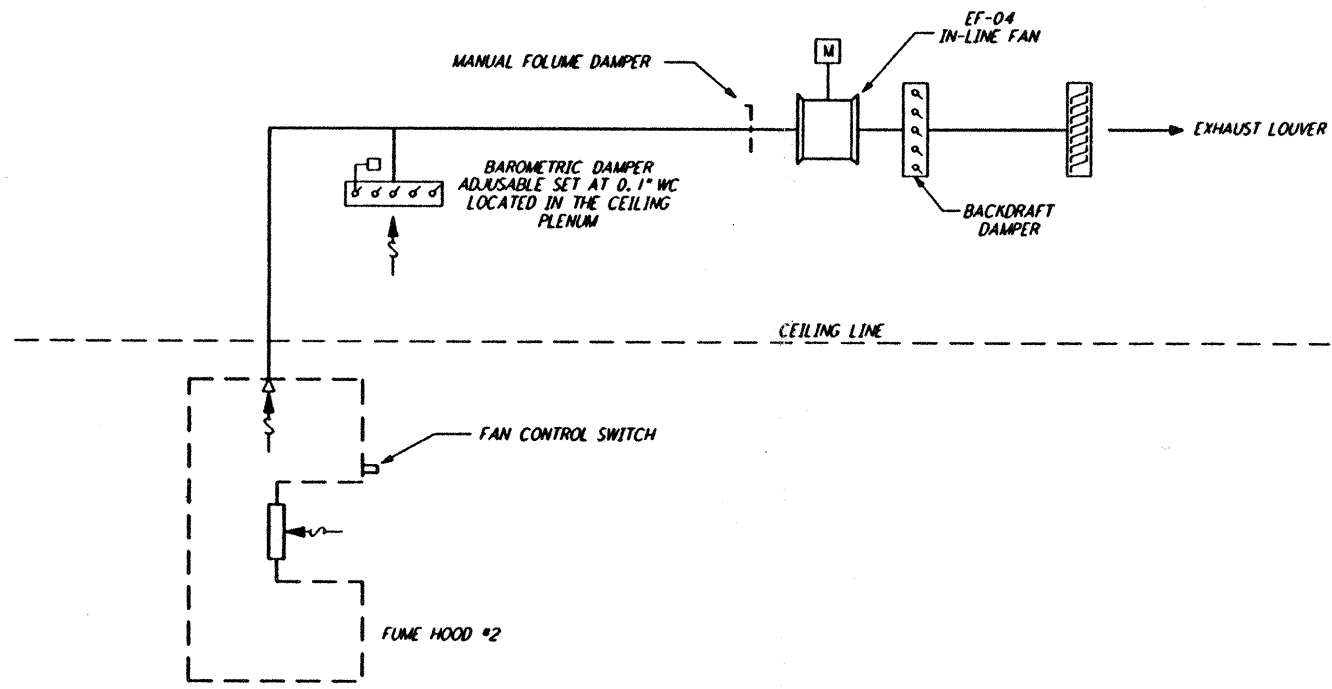 EF-04
IN-LINE FAN
M
MANUAL FOLUME DAMPER
EXHAUST LOUVER
BAROMETRIC DAMPER
ADJUSABLE SET AT 0.1" WC
LOCATED IN THE CEILING
PLENUM
BACKDRAFT
DAMPER
CEILING LINE
FAN CONTROL SWITCH
FUME HOOD #2